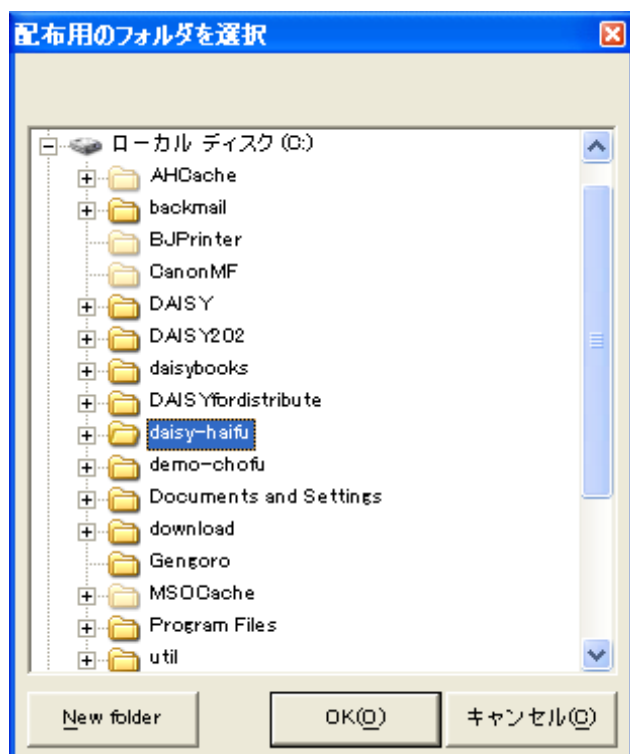 配布用のフォルダを選択
ローカル ディスク (C:)
AHCache
backmail
BJPrinter
CanonMF
DAISY
DAISY202
daisybooks
DAISYfordistribute
daisy-haifu
demo-chofu
Documents and Settings
download
Gengoro
MSOCache
Program Files
util
New folder OK(O) キャンセル(C)